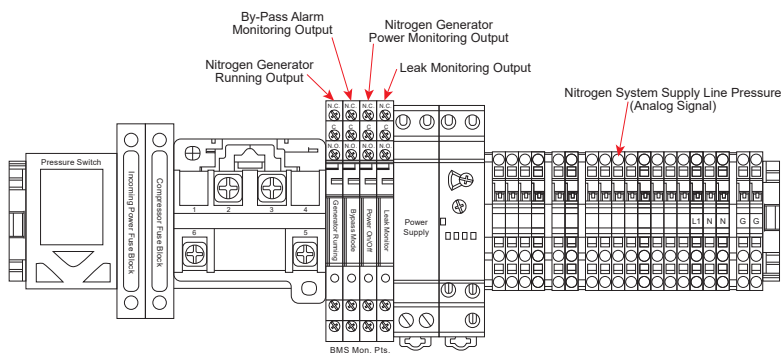 By-Pass Alarm
Monitoring Output
Nitrogen Generator
Power Monitoring Output
Nitrogen Generator
Running Output
Leak Monitoring Output
Nitrogen System Supply Line Pressure
(Analog Signal)
N.C. N.C. N.C. N.C.
C C C C
N.O. N.O. N.O. N.O.
Pressure Switch
Incoming Power Fuse Block
Compressor Fuse Block
1 2 3 4
6 5
Generator Running
Bypass Mode
Power On/Off
Leak Monitor
Power
Supply
L1 N N G G
BMS Mon. Pts.